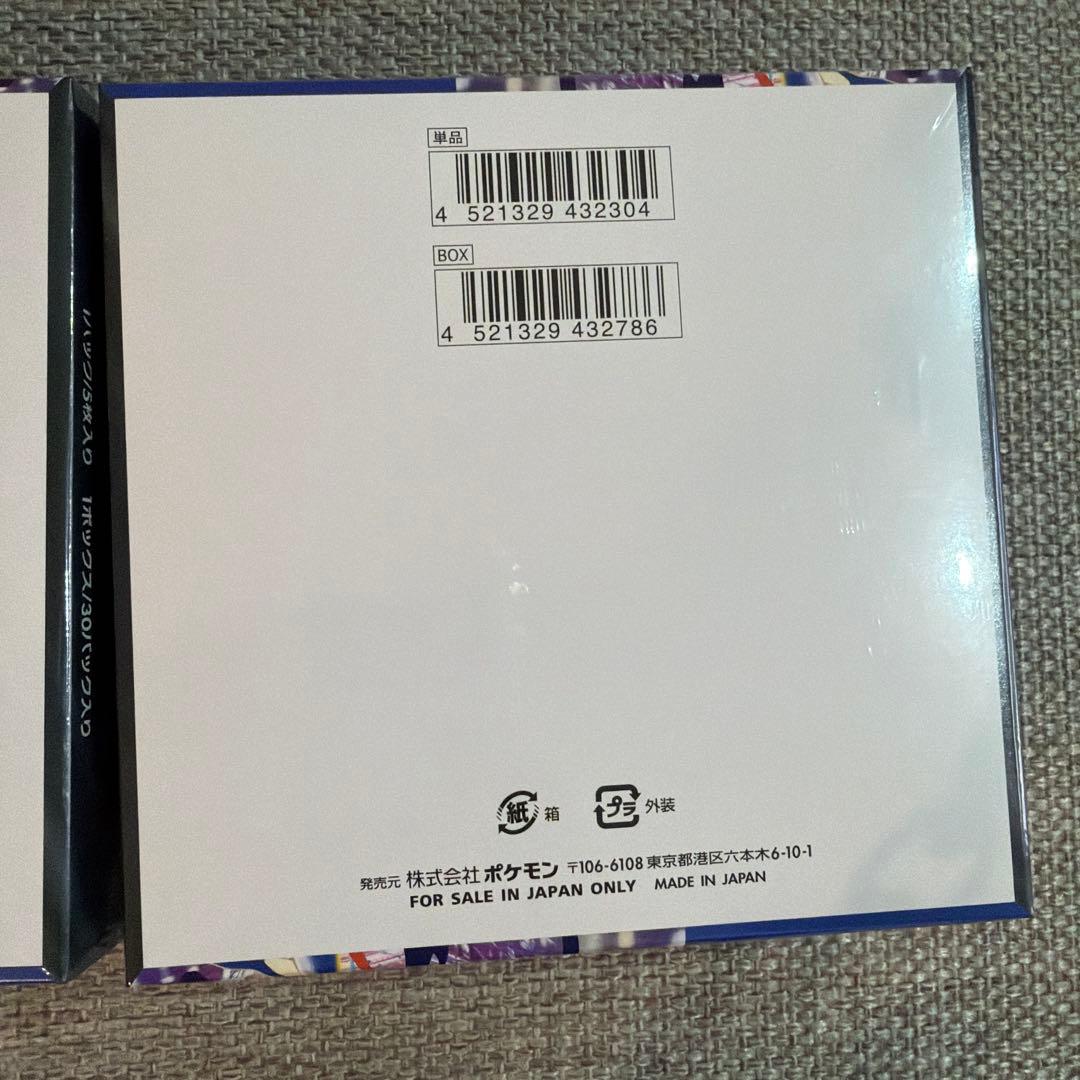 単品
4 521329 432304
BOX
4 521329 432786
1パック/5枚入り 1ボックス/30パック入り
紙 箱 プラ 外装
発売元 株式会社 ポケモン 〒106-6108 東京都港区六本木6-10-1
FOR SALE IN JAPAN ONLY MADE IN JAPAN